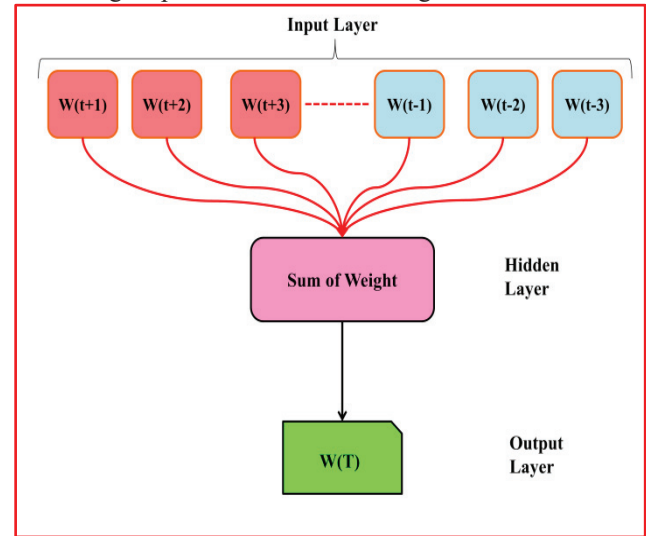 Input Layer
W(t+1) W(t+2) W(t+3) W(t-1) W(t-2) W(t-3)
Sum of Weight
Hidden
Layer
W(T)
Output
Layer